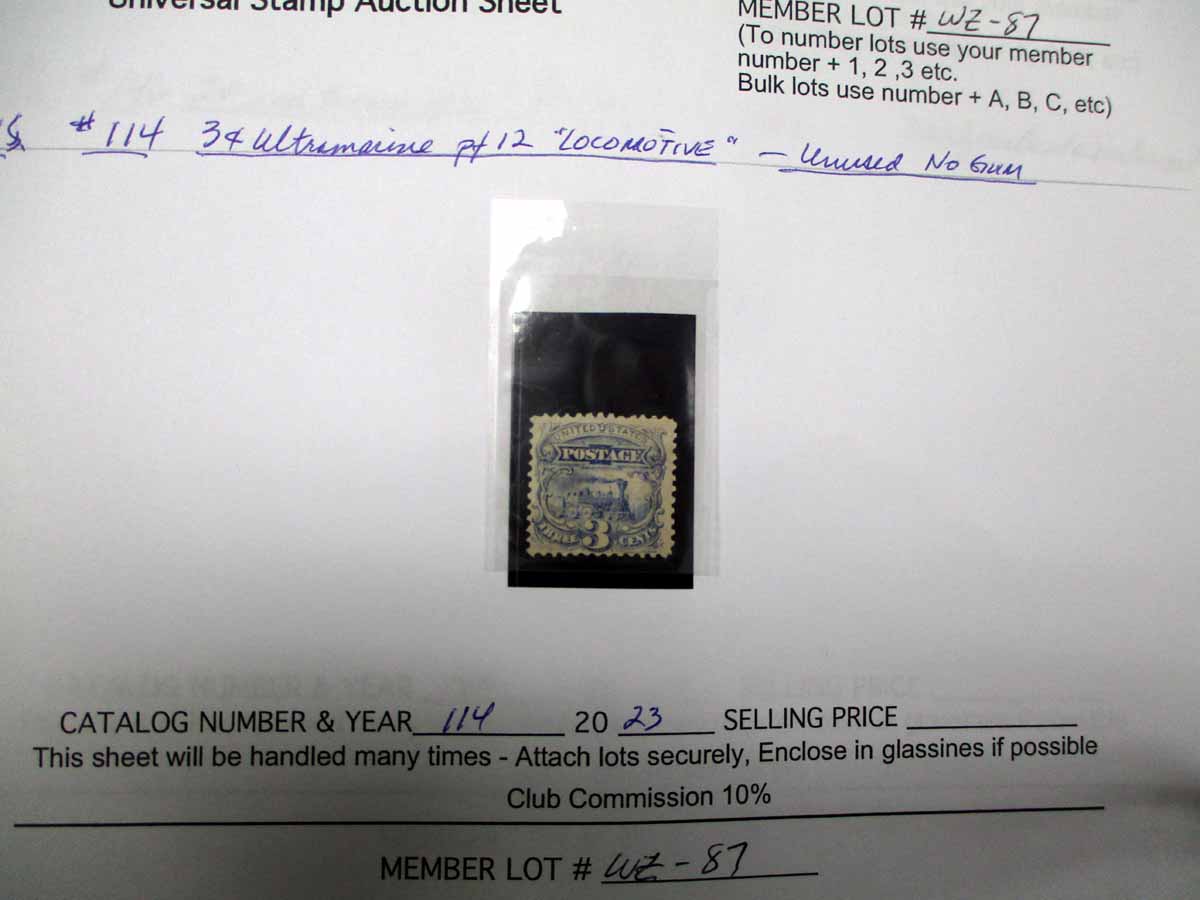 Universal Stamp Auction Sheet
MEMBER LOT # WZ-87
(To number lots use your member
number + 1, 2 ,3 etc.
Bulk lots use number + A, B, C, etc)
#114 3¢ Ultramarine pf 12 "LOCOMOTIVE" - Unused No Gum
UNITED STATES
POSTAGE
THREE 3 CENTS
CATALOG NUMBER & YEAR 114 20 23 SELLING PRICE
This sheet will be handled many times - Attach lots securely, Enclose in glassines if possible
Club Commission 10%
MEMBER LOT # WZ-87